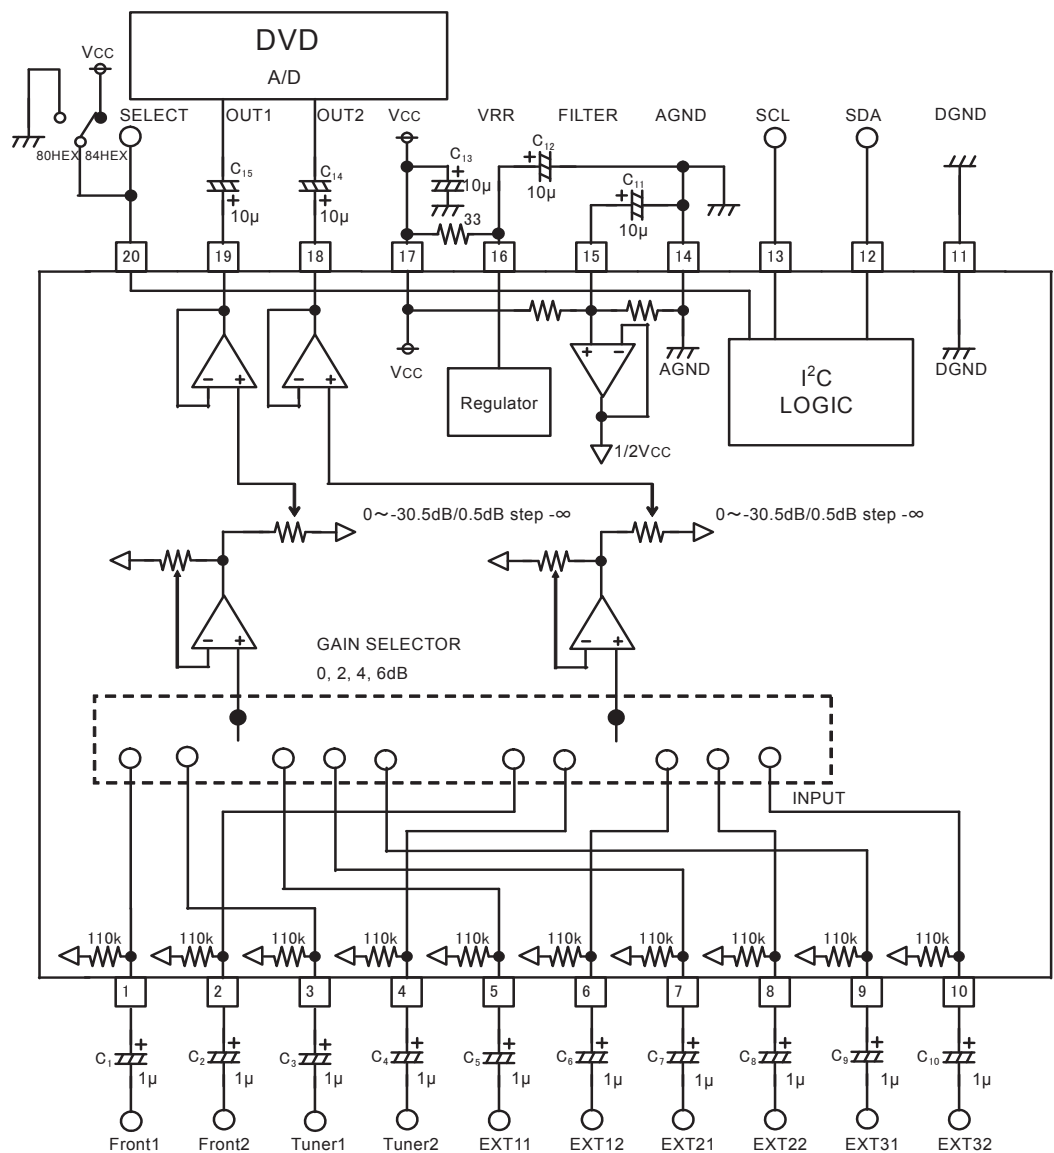 DVD
A/D
VCC
SELECT
OUT1
OUT2
VCC
VRR
FILTER
AGND
SCL
SDA
DGND
80HEX
84HEX
C15
10μ
C14
10μ
C13
10μ
33
C12
10μ
C11
10μ
20
19
18
17
16
15
14
13
12
11
−
+
−
+
VCC
Regulator
+
−
1/2VCC
AGND
I²C
LOGIC
DGND
0～-30.5dB/0.5dB step -∞
0～-30.5dB/0.5dB step -∞
−
+
−
+
GAIN SELECTOR
0, 2, 4, 6dB
INPUT
110k
110k
110k
110k
110k
110k
110k
110k
110k
110k
1
2
3
4
5
6
7
8
9
10
C1
C2
C3
C4
C5
C6
C7
C8
C9
C10
1μ
1μ
1μ
1μ
1μ
1μ
1μ
1μ
1μ
1μ
Front1
Front2
Tuner1
Tuner2
EXT11
EXT12
EXT21
EXT22
EXT31
EXT32